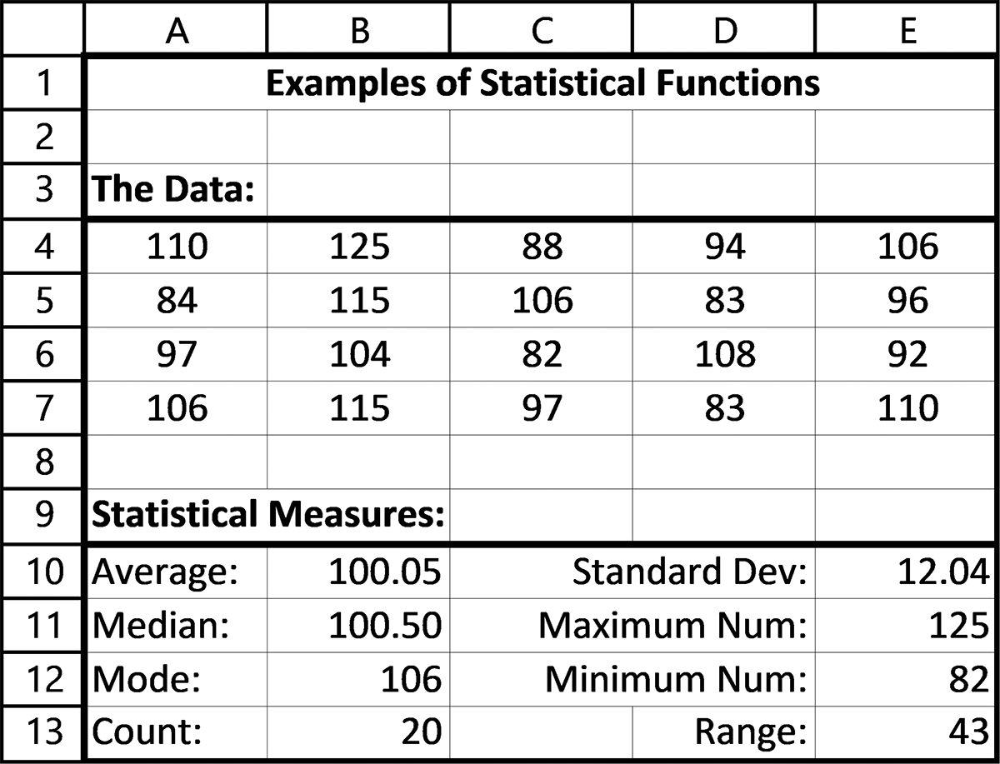 A B C D E
1 Examples of Statistical Functions
2
3 The Data:
4 110 125 88 94 106
5 84 115 106 83 96
6 97 104 82 108 92
7 106 115 97 83 110
8
9 Statistical Measures:
10 Average: 100.05 Standard Dev: 12.04
11 Median: 100.50 Maximum Num: 125
12 Mode: 106 Minimum Num: 82
13 Count: 20 Range: 43